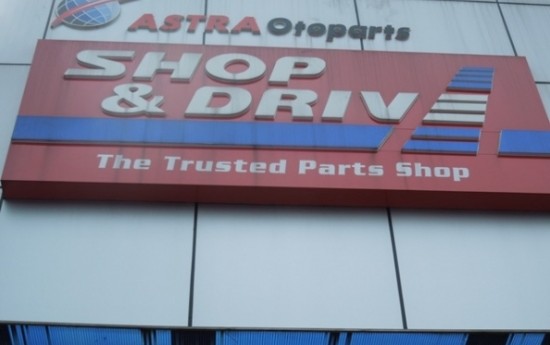 ASTRA Otoparts
SHOP
& DRIVE
The Trusted Parts Shop